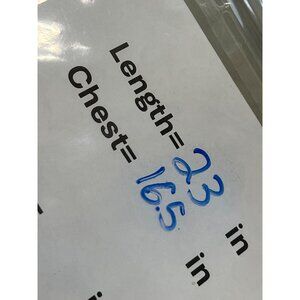 Length= 23 in
Chest= 16.5 in